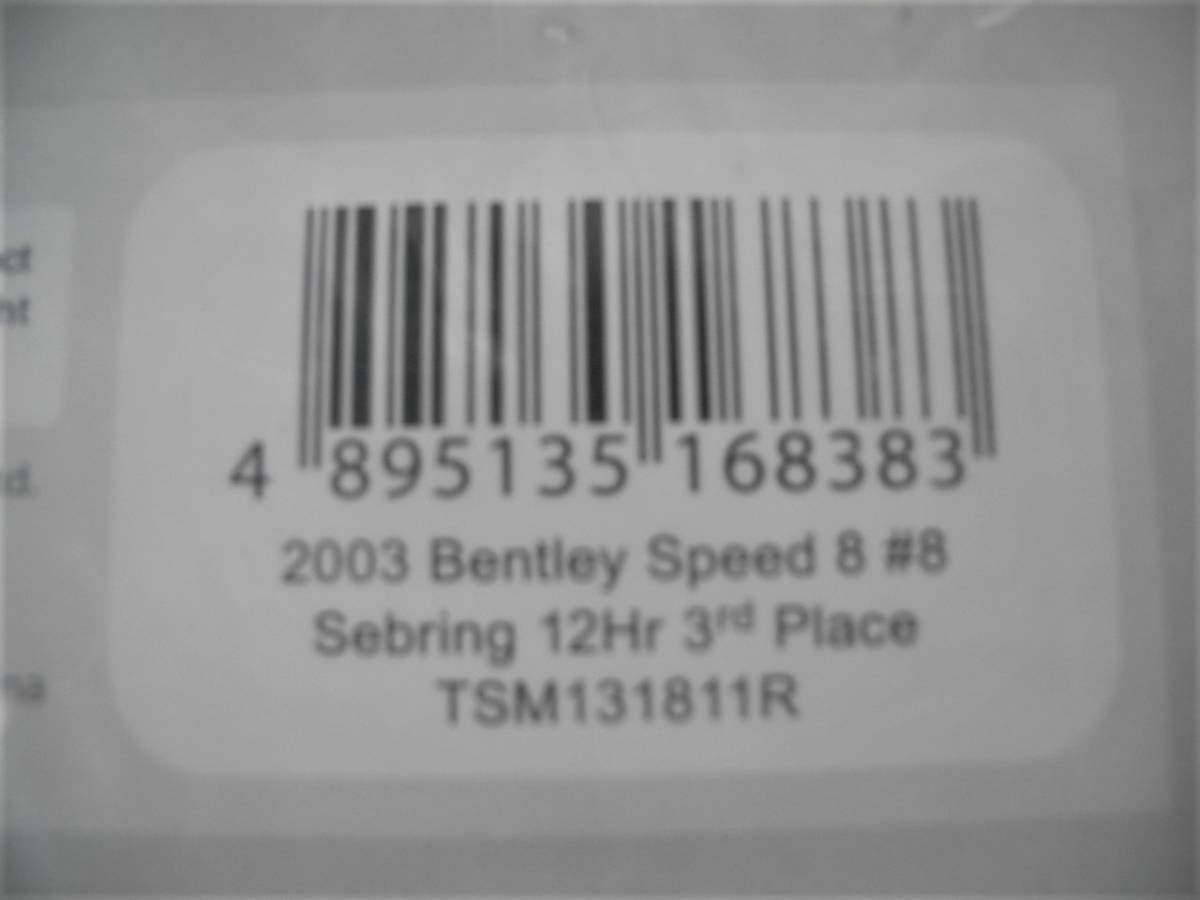 4 895135 168383
2003 Bentley Speed 8 #8
Sebring 12Hr 3rd Place
TSM131811R